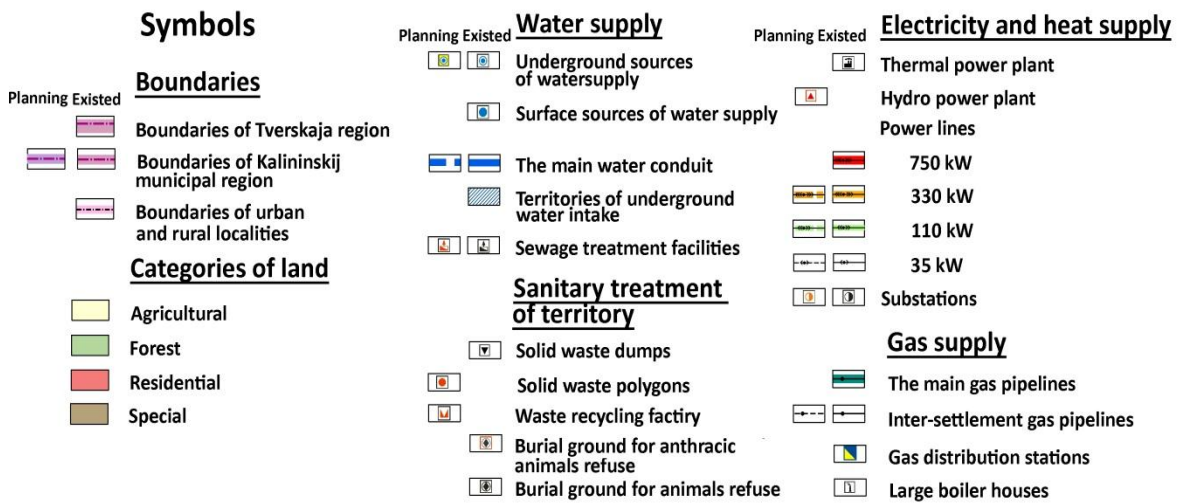 Symbols
Boundaries
Planning Existed
Boundaries of Tverskaja region
Boundaries of Kalininskij
municipal region
Boundaries of urban
and rural localities
Categories of land
Agricultural
Forest
Residential
Special
Water supply
Planning Existed
Underground sources
of watersupply
Surface sources of water supply
The main water conduit
Territories of underground
water intake
Sewage treatment facilities
Sanitary treatment
of territory
Solid waste dumps
Solid waste polygons
Waste recycling factiry
Burial ground for anthracic
animals refuse
Burial ground for animals refuse
Electricity and heat supply
Planning Existed
Thermal power plant
Hydro power plant
Power lines
750 kW
330 kW
110 kW
35 kW
Substations
Gas supply
The main gas pipelines
Inter-settlement gas pipelines
Gas distribution stations
Large boiler houses